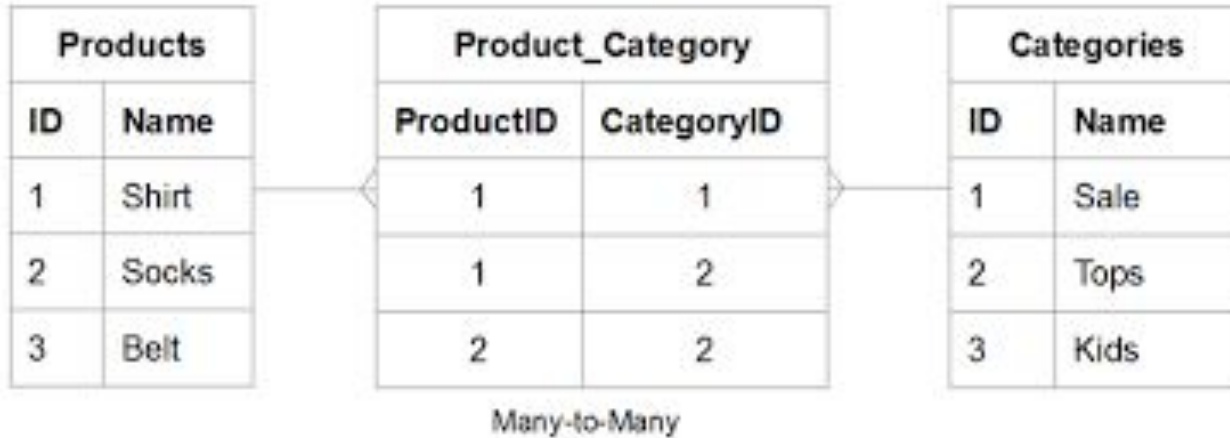 Products Product_Category Categories
ID Name ProductID CategoryID ID Name
1 Shirt 1 1 1 Sale
2 Socks 1 2 2 Tops
3 Belt 2 2 3 Kids
Many-to-Many